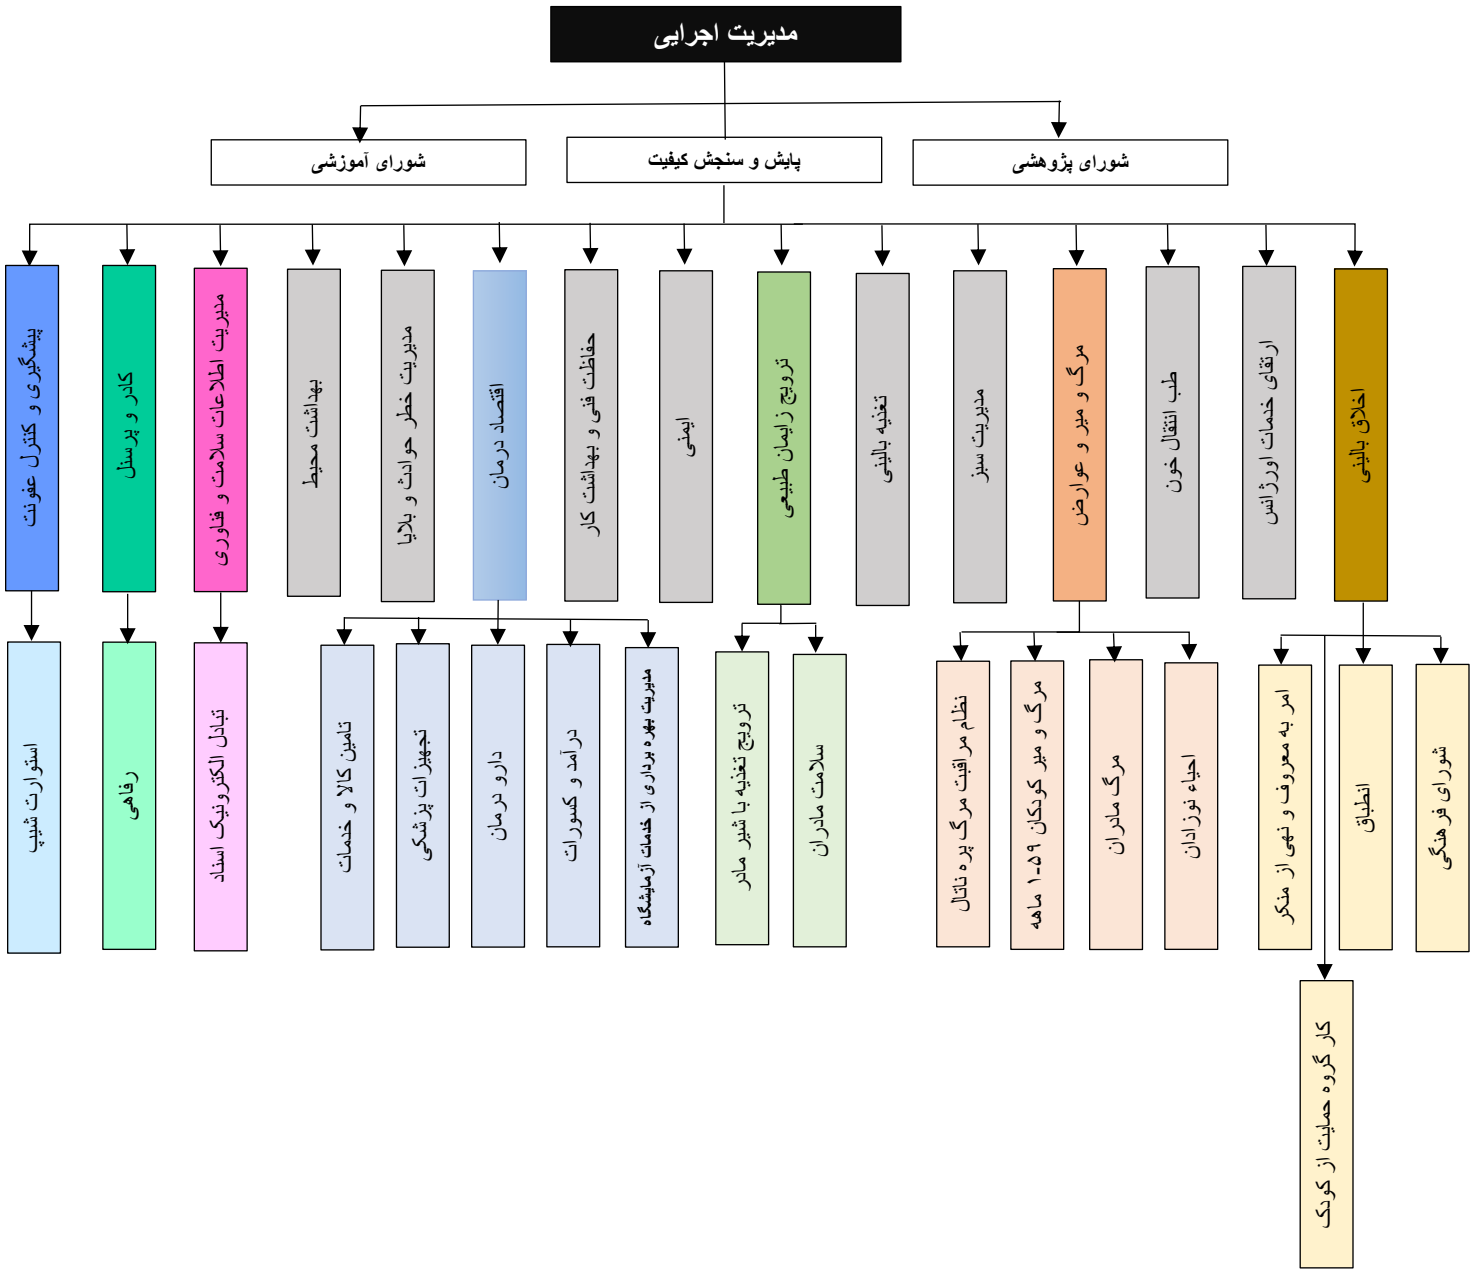 مدیریت اجرایی
شورای پژوهشی
پایش و سنجش کیفیت
شورای آموزشی
اخلاق بالینی
ارتقای خدمات اورژانس
طب انتقال خون
مرگ و میر و عوارض
مدیریت سبز
تغذیه بالینی
ترویج زایمان طبیعی
ایمنی
حفاظت فنی و بهداشت کار
اقتصاد درمان
مدیریت خطر حوادث و بلایا
بهداشت محیط
مدیریت اطلاعات سلامت و فناوری
کادر و پرسنل
پیشگیری و کنترل عفونت
شورای فرهنگی
انطباق
امر به معروف و نهی از منکر
احیاء نوزادان
مرگ مادران
مرگ و میر کودکان ۵۹-۱ ماهه
نظام مراقبت مرگ پره ناتال
سلامت مادران
ترویج تغذیه با شیر مادر
مدیریت بهره برداری از خدمات آزمایشگاه
درآمد و کسورات
دارو درمان
تجهیزات پزشکی
تامین کالا و خدمات
تبادل الکترونیک اسناد
رفاهی
استوارت شیپ
کار گروه حمایت از کودک